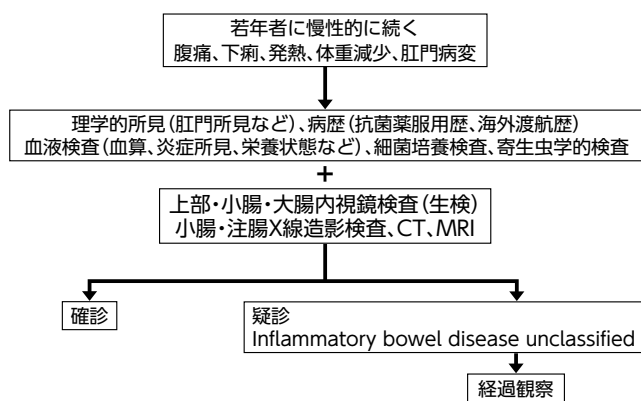 若年者に慢性的に続く
腹痛、下痢、発熱、体重減少、肛門病変
理学的所見（肛門所見など）、病歴（抗菌薬服用歴、海外渡航歴）
血液検査（血算、炎症所見、栄養状態など）、細菌培養検査、寄生虫学的検査
+
上部・小腸・大腸内視鏡検査（生検）
小腸・注腸X線造影検査、CT、MRI
確診
疑診
Inflammatory bowel disease unclassified
経過観察